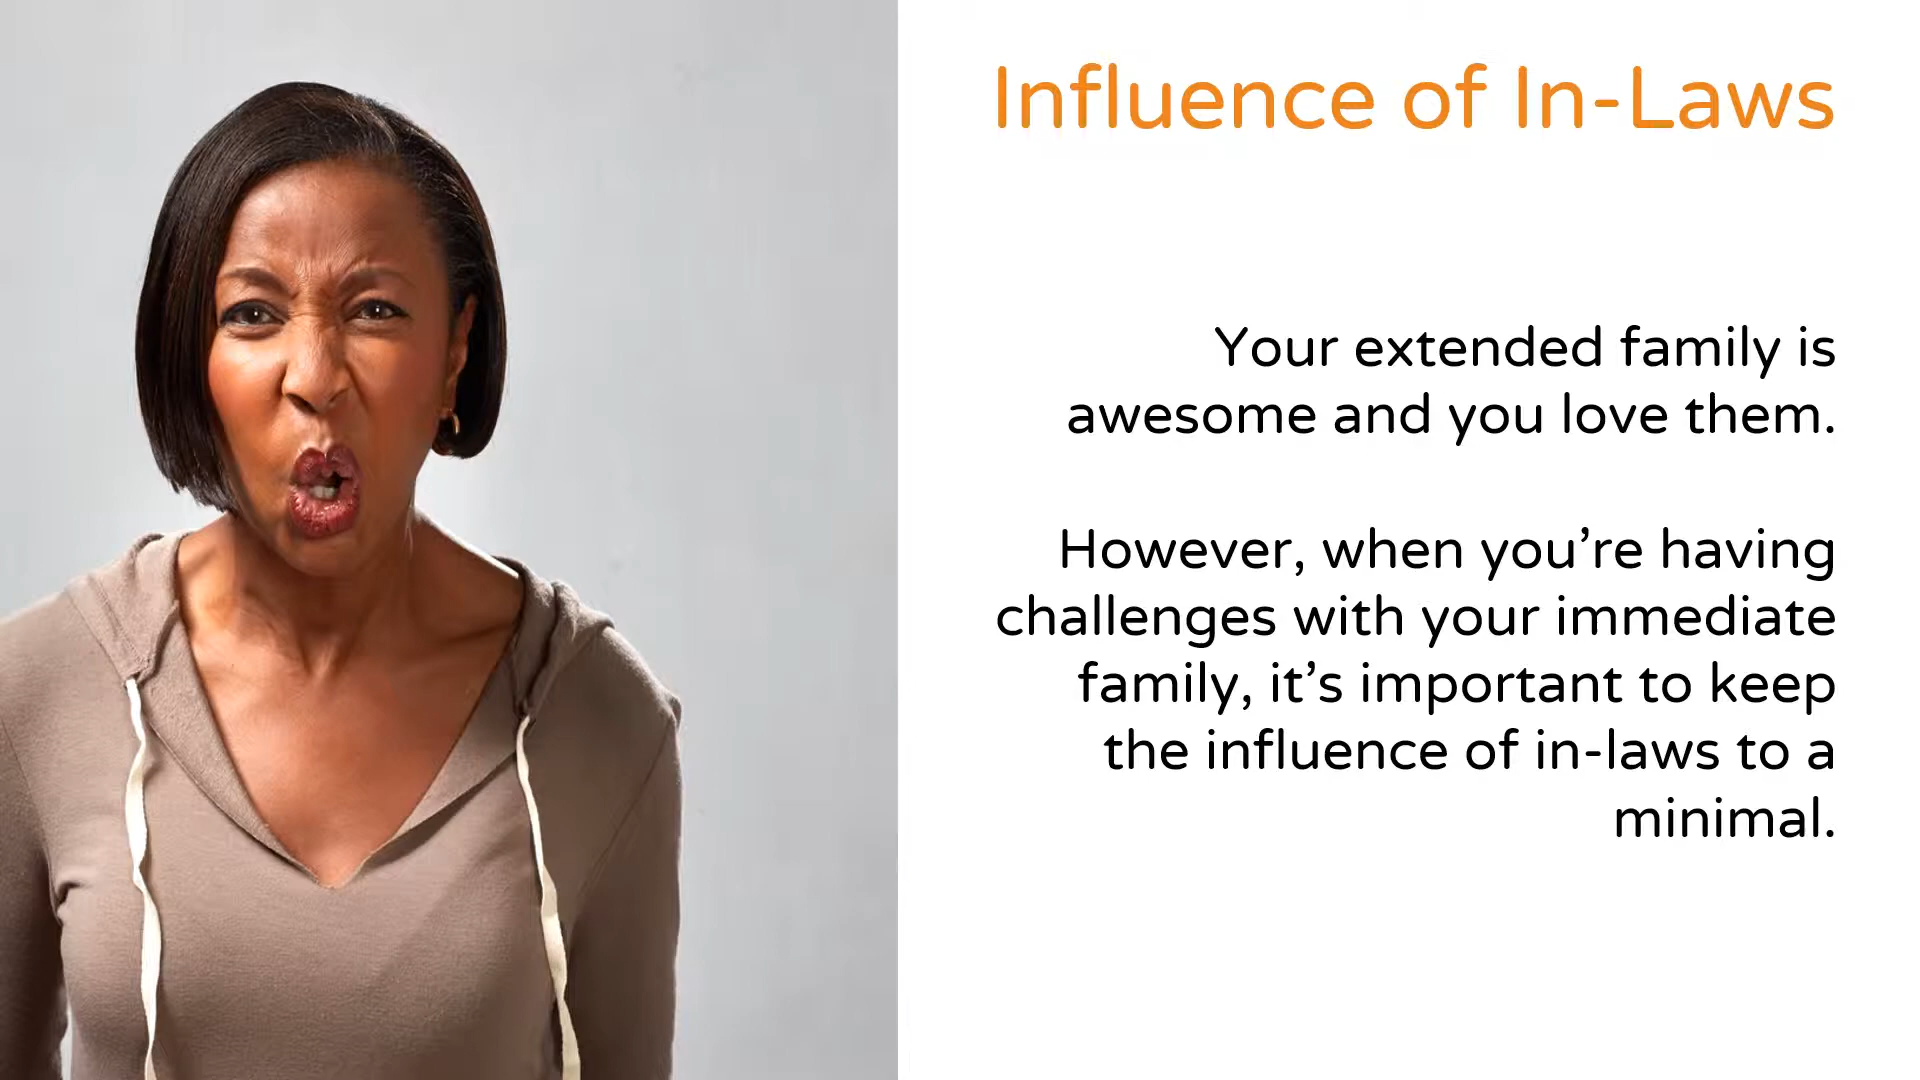 Influence of In-Laws
Your extended family is
awesome and you love them.
However, when you’re having
challenges with your immediate
family, it’s important to keep
the influence of in-laws to a
minimal.